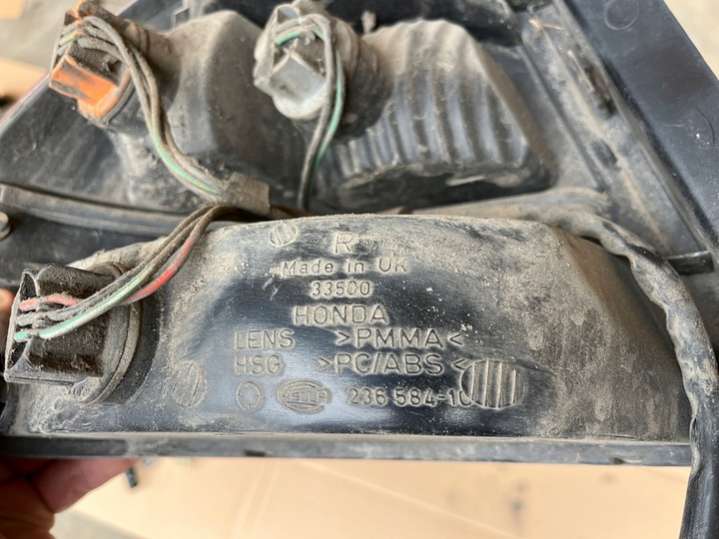 R
Made in UK
33500
HONDA
LENS >PMMA<
HSG >PC/ABS<
HELLA 236 584-10